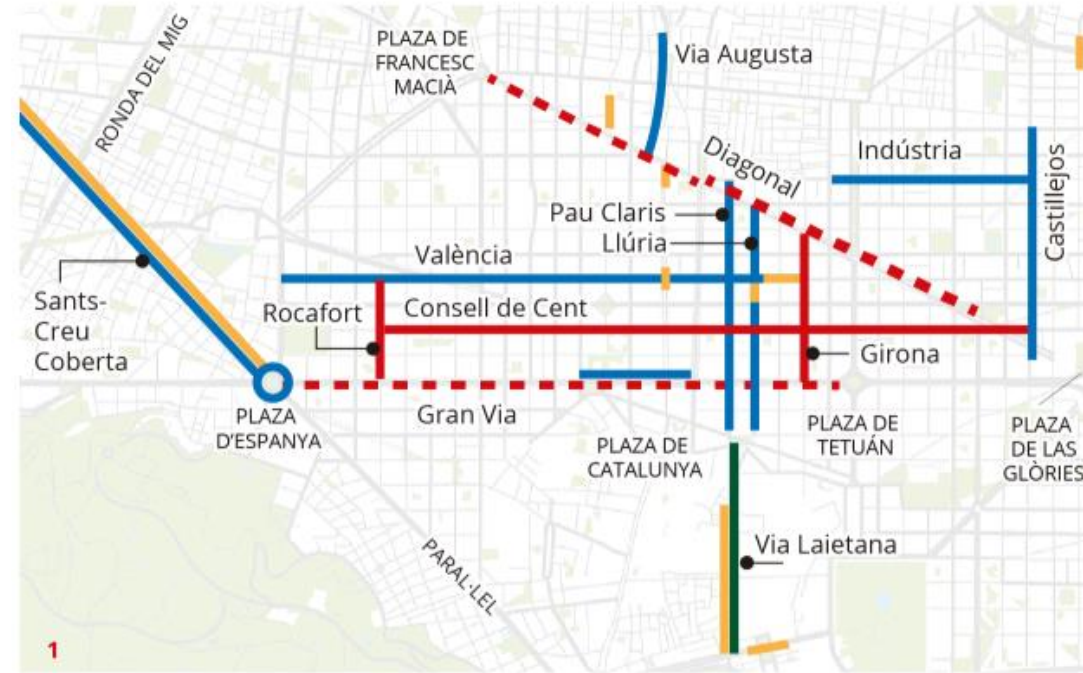 RONDA DEL MIG
PLAZA DE
FRANCESC
MACIÀ
Via Augusta
Diagonal
Indústria
Castillejos
Pau Claris
Llúria
València
Sants-
Creu
Coberta
Rocafort
Consell de Cent
Girona
PLAZA
D'ESPANYA
Gran Via
PLAZA DE
CATALUNYA
PLAZA DE
TETUÁN
PLAZA
DE LAS
GLÒRIES
PARAL·LEL
Via Laietana
1